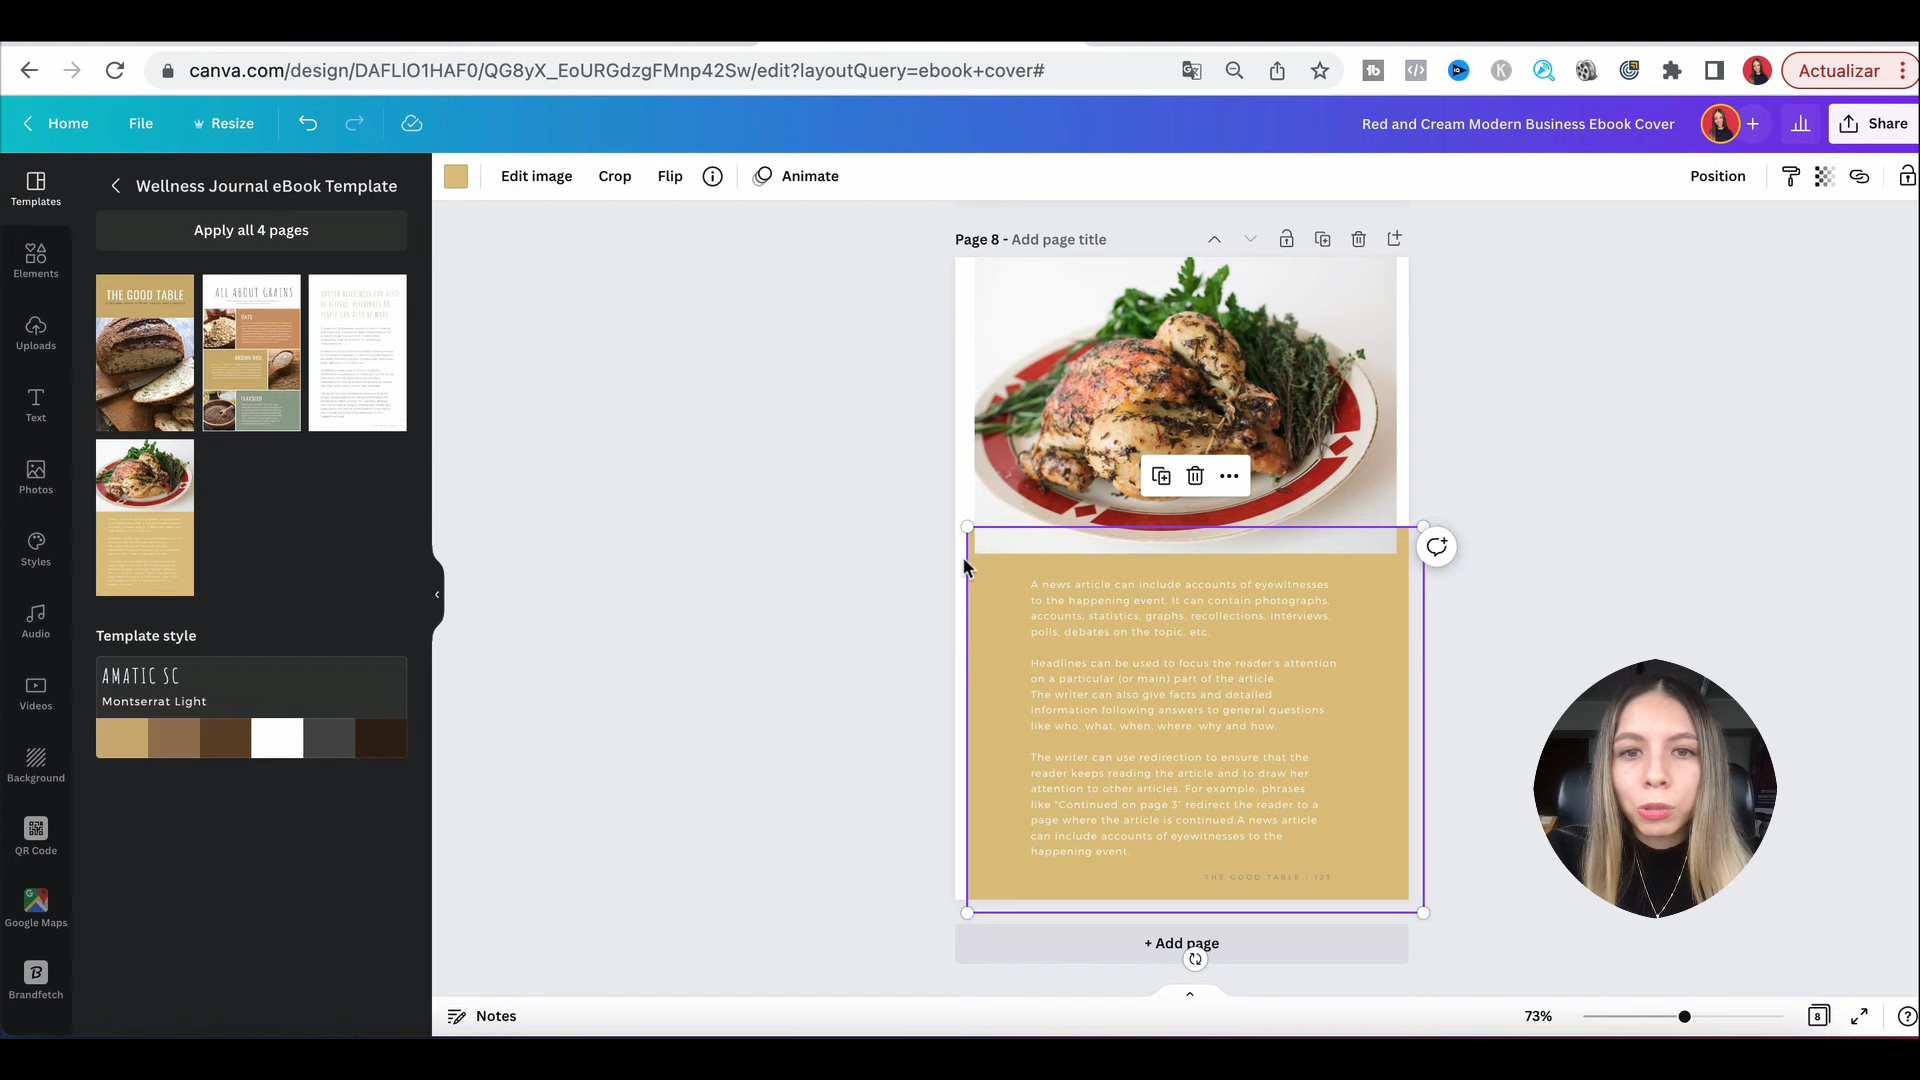 canva.com/design/DAFLlO1HAF0/QG8yX_EoURGdzgFMnp42Sw/edit?layoutQuery=ebook+cover#
Actualizar
Home
File
Resize
Red and Cream Modern Business Ebook Cover
Share
Templates
Elements
Uploads
Text
Photos
Styles
Audio
Videos
Background
QR Code
Google Maps
Brandfetch
Wellness Journal eBook Template
Apply all 4 pages
THE GOOD TABLE
ALL ABOUT GRAINS
OATS
BROWN RICE
FLAXSEED
Template style
AMATIC SC
Montserrat Light
Edit image
Crop
Flip
Animate
Position
Page 8 - Add page title
A news article can include accounts of eyewitnesses
to the happening event. It can contain photographs,
accounts, statistics, graphs, recollections, interviews,
polls, debates on the topic, etc.
Headlines can be used to focus the reader's attention
on a particular (or main) part of the article.
The writer can also give facts and detailed
information following answers to general questions
like who, what, when, where, why and how.
The writer can use redirection to ensure that the
reader keeps reading the article and to draw her
attention to other articles. For example, phrases
like "Continued on page 3" redirect the reader to a
page where the article is continued.A news article
can include accounts of eyewitnesses to the
happening event.
THE GOOD TABLE | 123
+ Add page
Notes
73%
8